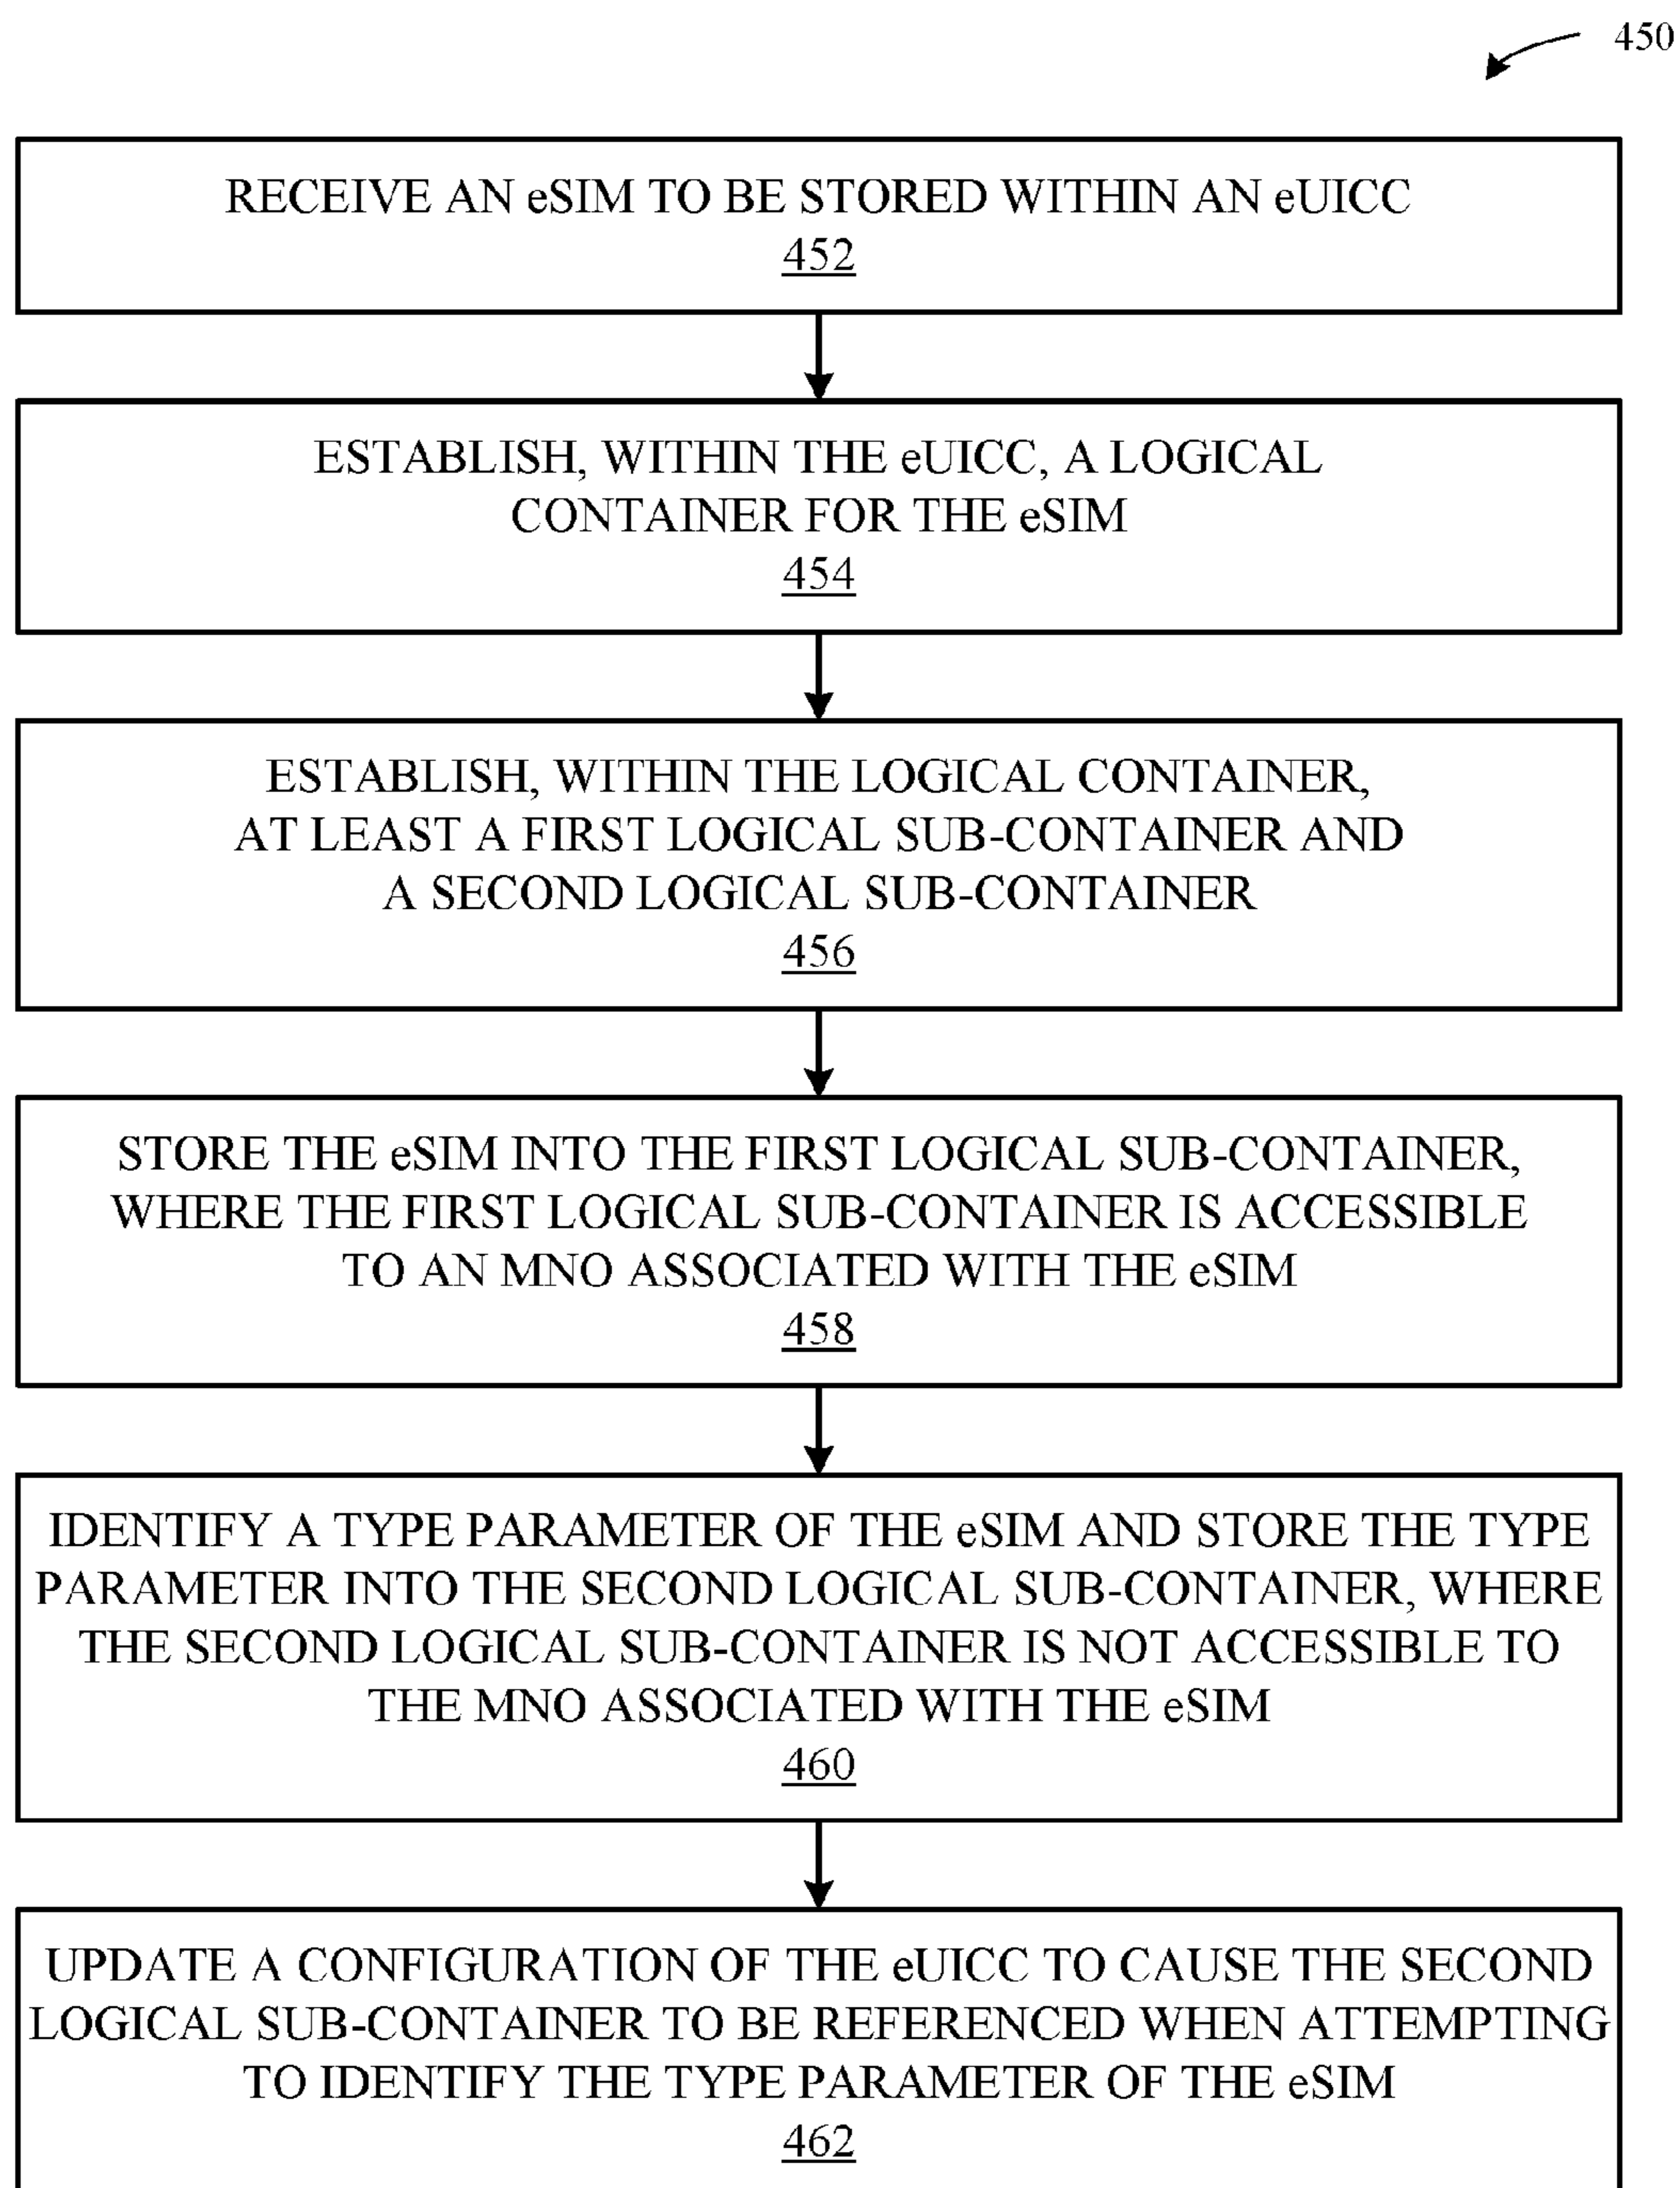 450
RECEIVE AN eSIM TO BE STORED WITHIN AN eUICC
452
ESTABLISH, WITHIN THE eUICC, A LOGICAL
CONTAINER FOR THE eSIM
454
ESTABLISH, WITHIN THE LOGICAL CONTAINER,
AT LEAST A FIRST LOGICAL SUB-CONTAINER AND
A SECOND LOGICAL SUB-CONTAINER
456
STORE THE eSIM INTO THE FIRST LOGICAL SUB-CONTAINER,
WHERE THE FIRST LOGICAL SUB-CONTAINER IS ACCESSIBLE
TO AN MNO ASSOCIATED WITH THE eSIM
458
IDENTIFY A TYPE PARAMETER OF THE eSIM AND STORE THE TYPE
PARAMETER INTO THE SECOND LOGICAL SUB-CONTAINER, WHERE
THE SECOND LOGICAL SUB-CONTAINER IS NOT ACCESSIBLE TO
THE MNO ASSOCIATED WITH THE eSIM
460
UPDATE A CONFIGURATION OF THE eUICC TO CAUSE THE SECOND
LOGICAL SUB-CONTAINER TO BE REFERENCED WHEN ATTEMPTING
TO IDENTIFY THE TYPE PARAMETER OF THE eSIM
462